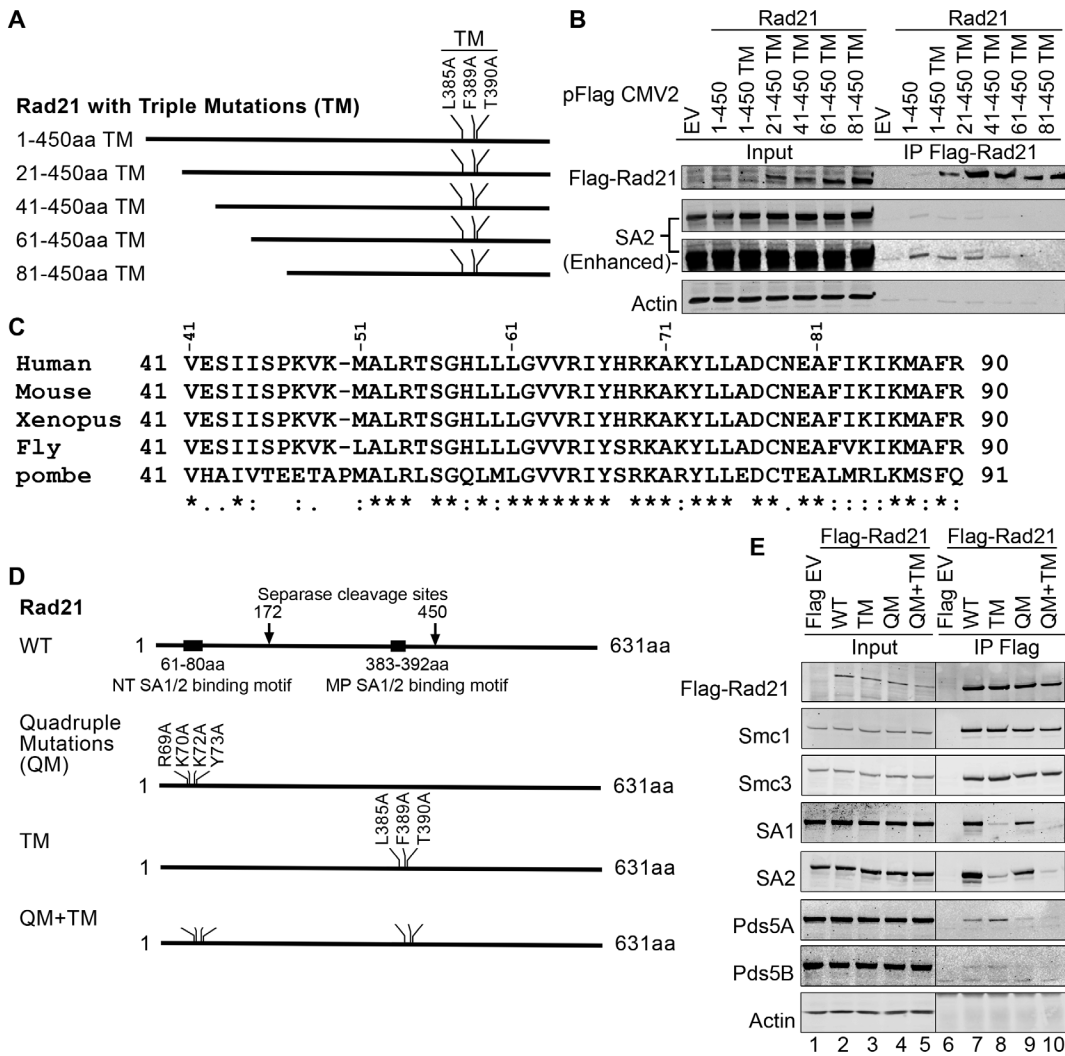 A
TM
L385A
F389A
T390A
Rad21 with Triple Mutations (TM)
1-450aa TM
21-450aa TM
41-450aa TM
61-450aa TM
81-450aa TM
B
Rad21
Rad21
pFlag CMV2
EV
1-450
1-450 TM
21-450 TM
41-450 TM
61-450 TM
81-450 TM
EV
1-450
1-450 TM
21-450 TM
41-450 TM
61-450 TM
81-450 TM
Input
IP Flag-Rad21
Flag-Rad21
SA2
(Enhanced)-
Actin
C
-41
-51
-61
-71
-81
Human 41 VESIISPKVK-MALRTSGHLLLGVVRIYHRKAKYLLADCNEAFIKIKMAFR 90
Mouse 41 VESIISPKVK-MALRTSGHLLLGVVRIYHRKAKYLLADCNEAFIKIKMAFR 90
Xenopus 41 VESIISPKVK-MALRTSGHLLLGVVRIYHRKAKYLLADCNEAFIKIKMAFR 90
Fly 41 VESIISPKVK-LALRTSGHLLLGVVRIYSRKAKYLLADCNEAFVKIKMAFR 90
pombe 41 VHAIVTEETAPMALRLSGQLMLGVVRIYSRKARYLLEDCTEALMRLKMSFQ 91
*..*: :. :*** **:*:******* ***:*** **.**::::**:*:
D
Rad21
Separase cleavage sites
172
450
WT
1
631aa
61-80aa
383-392aa
NT SA1/2 binding motif
MP SA1/2 binding motif
Quadruple
Mutations
(QM)
R69A
K70A
K72A
Y73A
1
631aa
L385A
F389A
T390A
TM
1
631aa
QM+TM
1
631aa
E
Flag-Rad21
Flag-Rad21
Flag EV
WT
TM
QM
QM+TM
Flag EV
WT
TM
QM
QM+TM
Input
IP Flag
Flag-Rad21
Smc1
Smc3
SA1
SA2
Pds5A
Pds5B
Actin
1 2 3 4 5 6 7 8 9 10